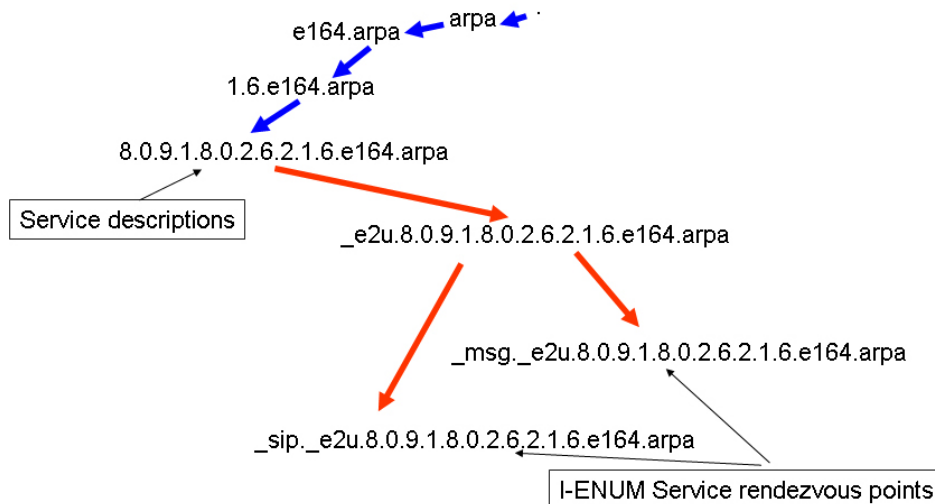 .
arpa
e164.arpa
1.6.e164.arpa
8.0.9.1.8.0.2.6.2.1.6.e164.arpa
Service descriptions
_e2u.8.0.9.1.8.0.2.6.2.1.6.e164.arpa
_msg._e2u.8.0.9.1.8.0.2.6.2.1.6.e164.arpa
_sip._e2u.8.0.9.1.8.0.2.6.2.1.6.e164.arpa
I-ENUM Service rendezvous points